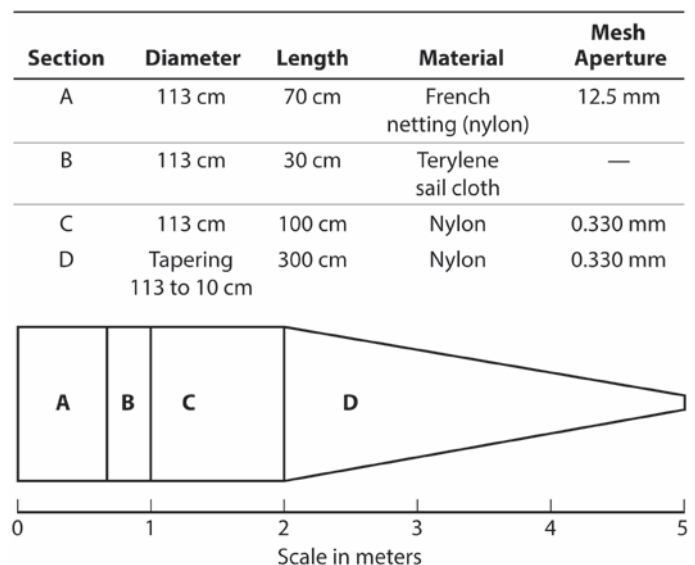 Section Diameter Length Material Mesh Aperture
A 113 cm 70 cm French netting (nylon) 12.5 mm
B 113 cm 30 cm Terylene sail cloth —
C 113 cm 100 cm Nylon 0.330 mm
D Tapering 113 to 10 cm 300 cm Nylon 0.330 mm
A B C D
0 1 2 3 4 5
Scale in meters